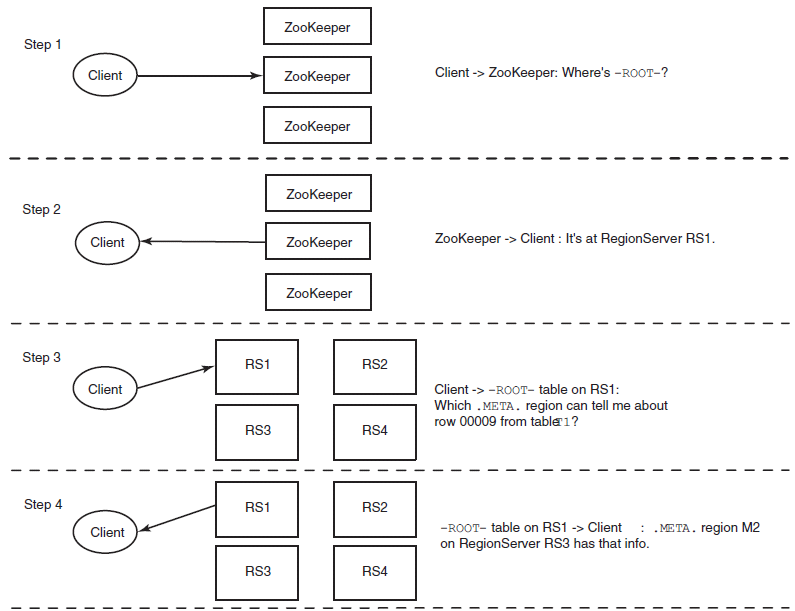 Step 1
Client
ZooKeeper
ZooKeeper
ZooKeeper
Client -> ZooKeeper: Where's -ROOT-?
Step 2
Client
ZooKeeper
ZooKeeper
ZooKeeper
ZooKeeper -> Client : It's at RegionServer RS1.
Step 3
Client
RS1
RS2
RS3
RS4
Client -> -ROOT- table on RS1:
Which .META. region can tell me about
row 00009 from tableT1?
Step 4
Client
RS1
RS2
RS3
RS4
-ROOT- table on RS1 -> Client : .META. region M2
on RegionServer RS3 has that info.